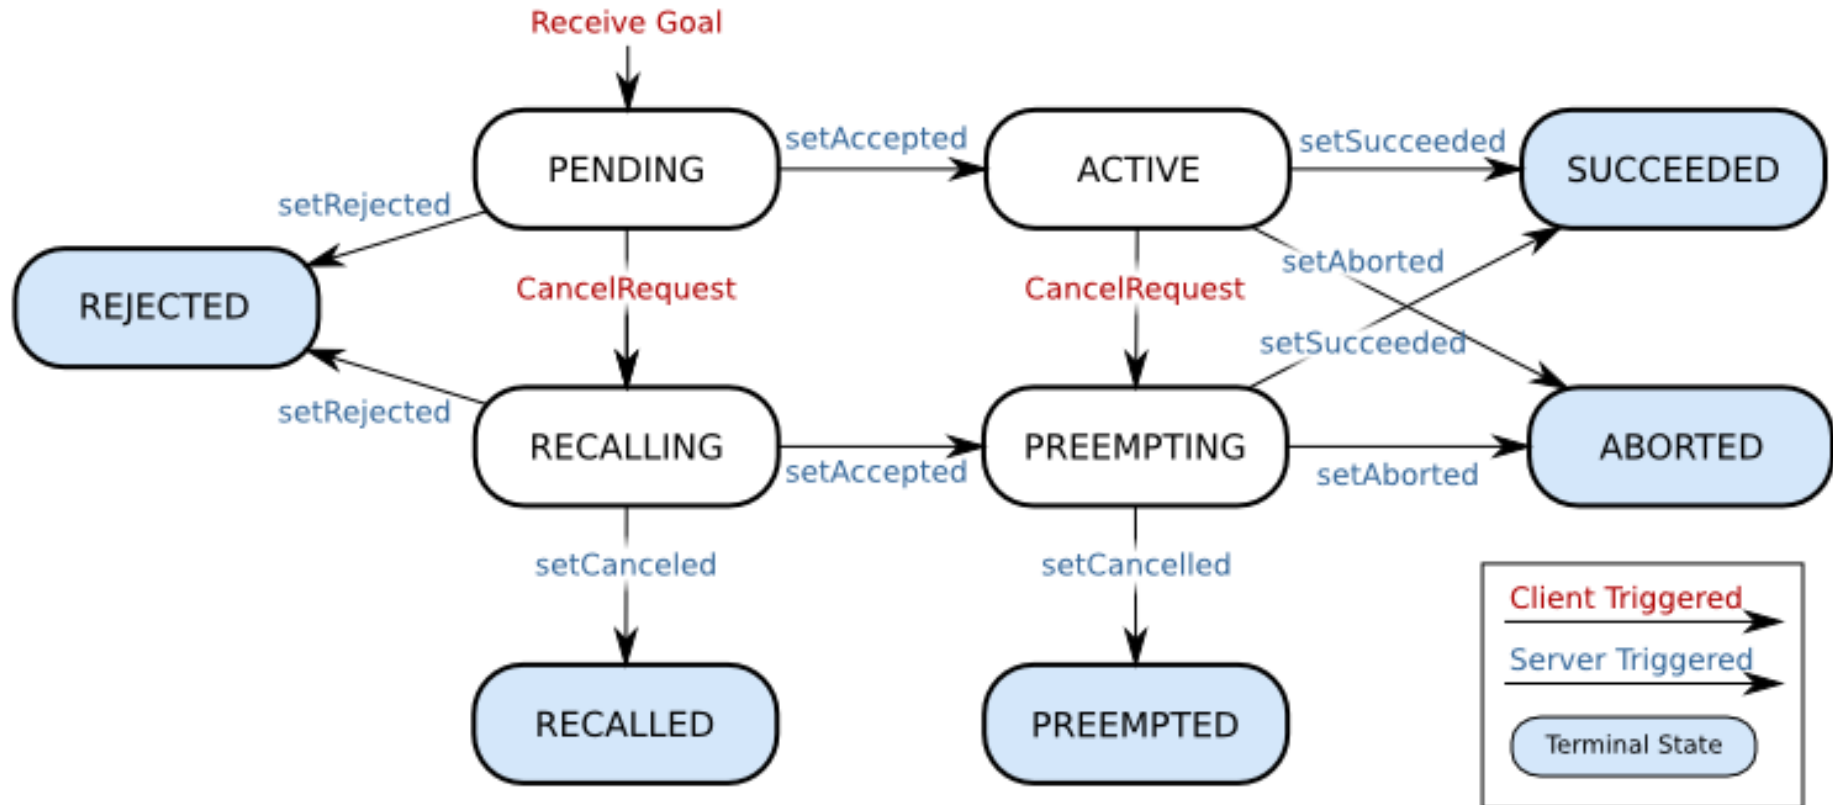 Receive Goal
PENDING
setAccepted
ACTIVE
setSucceeded
SUCCEEDED
setRejected
REJECTED
CancelRequest
CancelRequest
setAborted
setSucceeded
setRejected
RECALLING
setAccepted
PREEMPTING
setAborted
ABORTED
setCanceled
setCancelled
RECALLED
PREEMPTED
Client Triggered
Server Triggered
Terminal State